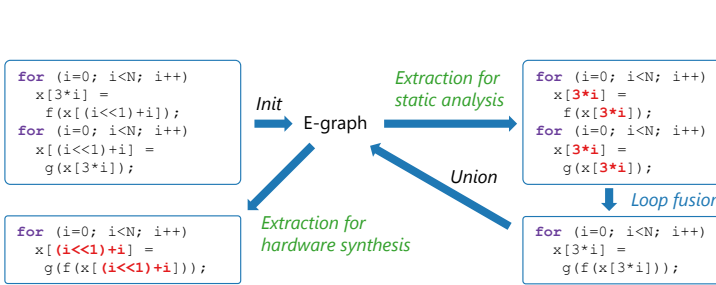 for (i=0; i<N; i++)
x[3*i] =
f(x[(i<<1)+i]);
for (i=0; i<N; i++)
x[(i<<1)+i] =
g(x[3*i]);
Init
E-graph
Extraction for
static analysis
for (i=0; i<N; i++)
x[3*i] =
f(x[3*i]);
for (i=0; i<N; i++)
x[3*i] =
g(x[3*i]);
Union
Loop fusion
for (i=0; i<N; i++)
x[(i<<1)+i] =
g(f(x[(i<<1)+i]));
Extraction for
hardware synthesis
for (i=0; i<N; i++)
x[3*i] =
g(f(x[3*i]));